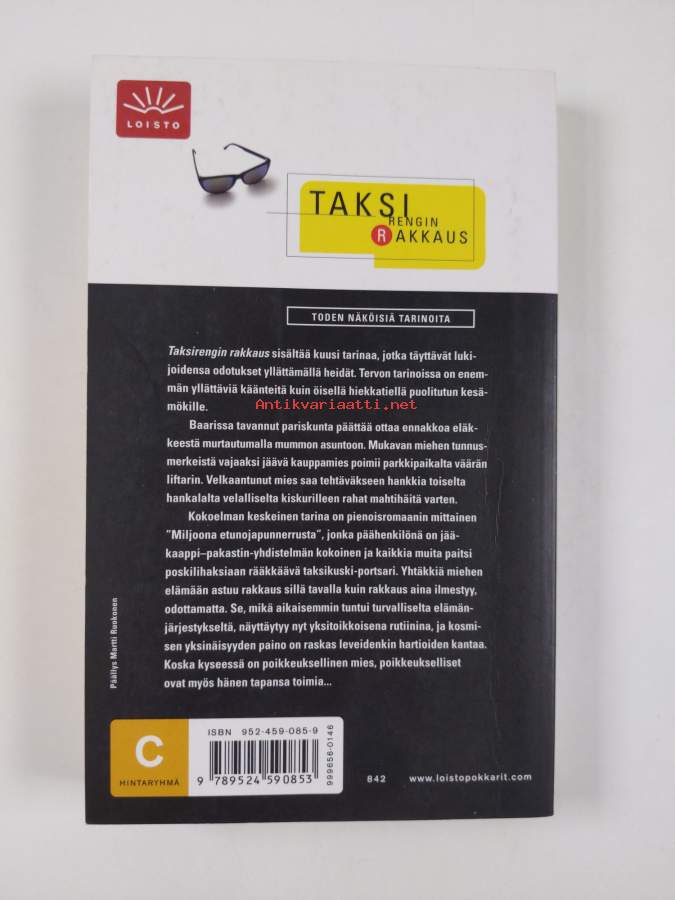 LOISTO
TAKSI
RENGIN
RAKKAUS
TODEN NÄKÖISIÄ TARINOITA
Taksirengin rakkaus sisältää kuusi tarinaa, jotka täyttävät luki-
joidensa odotukset yllättämällä heidät. Tervon tarinoissa on enem-
män yllättäviä käänteitä kuin öisellä hiekkatiellä puolitutun kesä-
mökille.
Antikvariaatti.net
Baarissa tavannut pariskunta päättää ottaa ennakkoa eläk-
keestä murtautumalla mummon asuntoon. Mukavan miehen tunnus-
merkeistä vajaaksi jäävä kauppamies poimii parkkipaikalta väärän
liftarin. Velkaantunut mies saa tehtäväkseen hankkia toiselta
hankalalta velalliselta kiskurilleen rahat mahtihäitä varten.
Kokoelman keskeinen tarina on pienoisromaanin mittainen
"Miljoona etunojapunnerrusta", jonka päähenkilönä on jää-
kaappi–pakastin-yhdistelmän kokoinen ja kaikkia muita paitsi
poskilihaksiaan rääkkäävä taksikuski-portsari. Yhtäkkiä miehen
elämään astuu rakkaus sillä tavalla kuin rakkaus aina ilmestyy,
odottamatta. Se, mikä aikaisemmin tuntui turvalliselta elämän-
järjestykseltä, näyttäytyy nyt yksitoikkoisena rutiinina, ja kosmi-
sen yksinäisyyden paino on raskas leveidenkin hartioiden kantaa.
Koska kyseessä on poikkeuksellinen mies, poikkeukselliset
ovat myös hänen tapansa toimia...
Päällys Martti Ruokonen
C
HINTARYHMÄ
ISBN 952-459-085-9
9 789524 590853
999656-0146
842 www.loistopokkarit.com